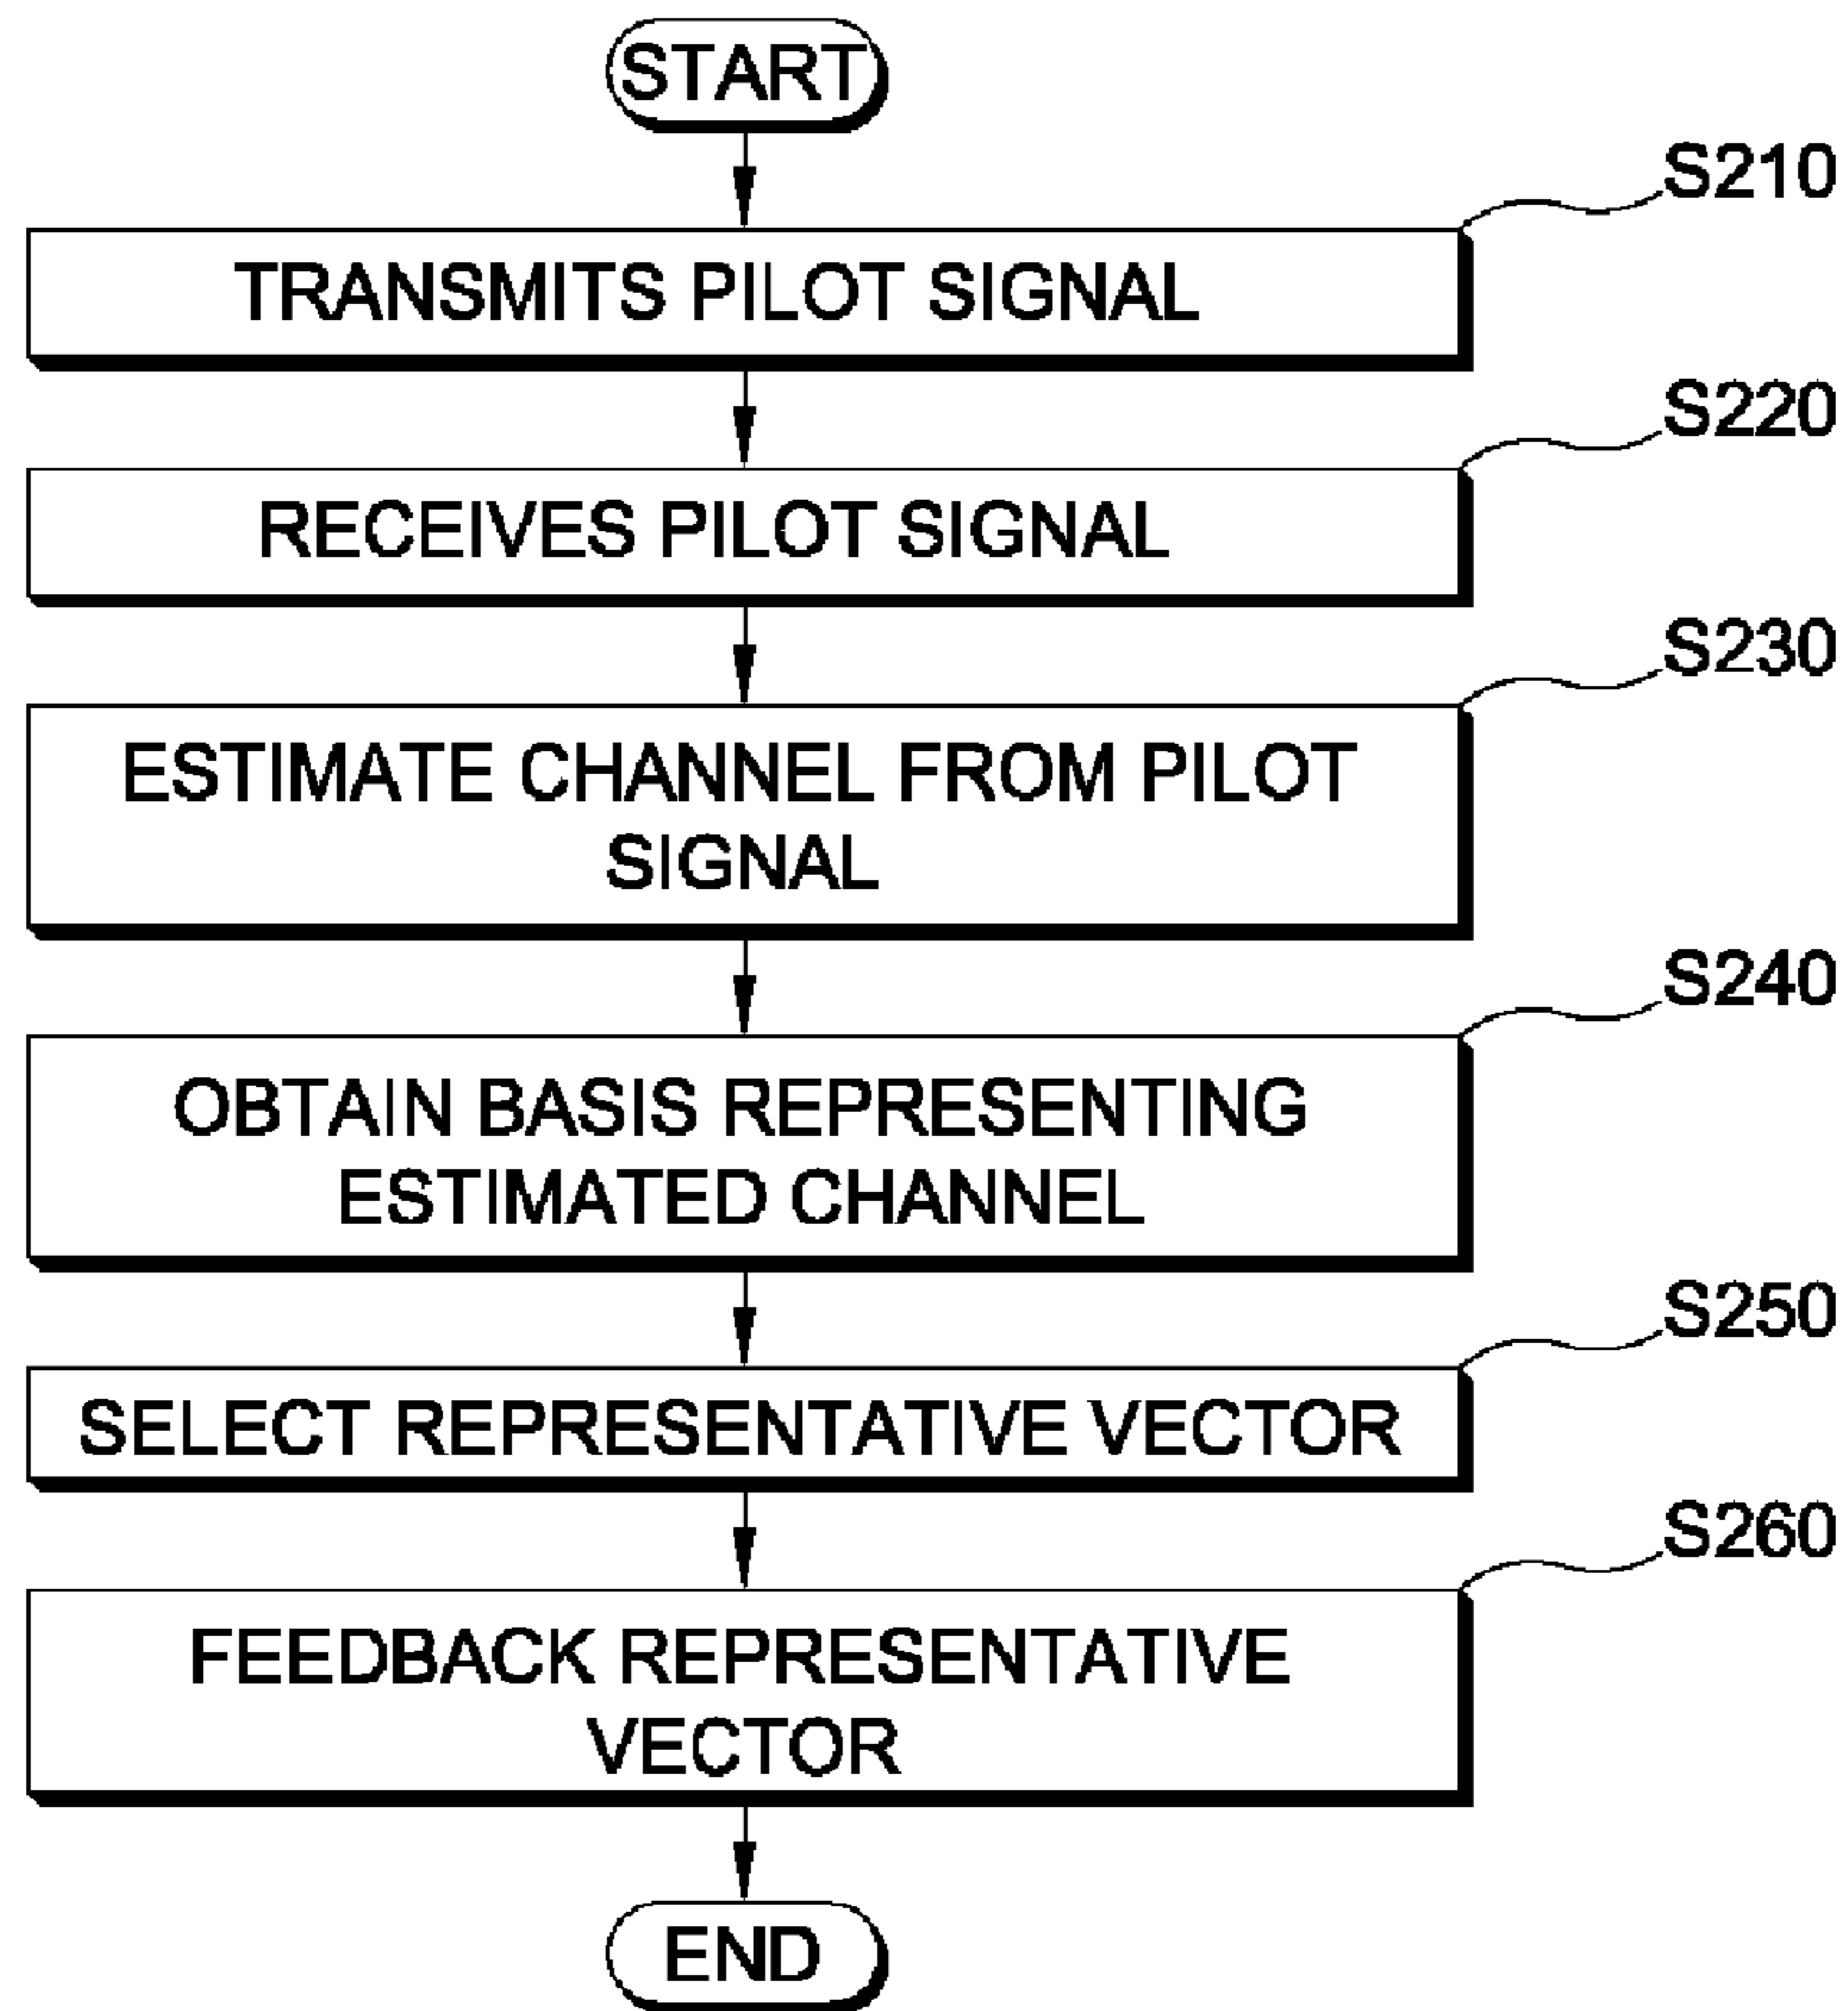 START
S210
TRANSMITS PILOT SIGNAL
S220
RECEIVES PILOT SIGNAL
S230
ESTIMATE CHANNEL FROM PILOT
SIGNAL
S240
OBTAIN BASIS REPRESENTING
ESTIMATED CHANNEL
S250
SELECT REPRESENTATIVE VECTOR
S260
FEEDBACK REPRESENTATIVE
VECTOR
END